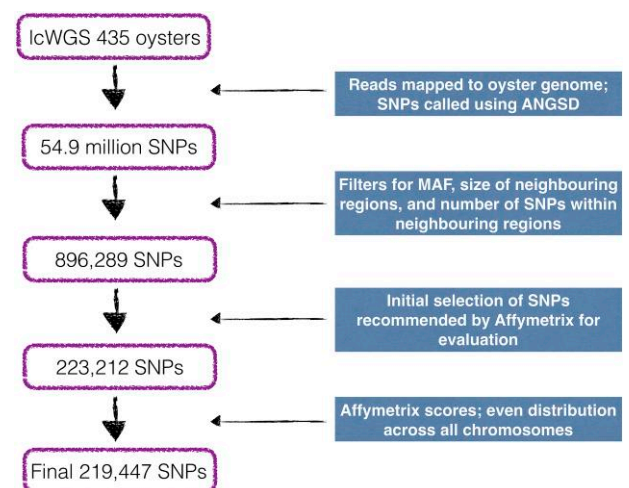 lcWGS 435 oysters
Reads mapped to oyster genome;
SNPs called using ANGSD
54.9 million SNPs
Filters for MAF, size of neighbouring
regions, and number of SNPs within
neighbouring regions
896,289 SNPs
Initial selection of SNPs
recommended by Affymetrix for
evaluation
223,212 SNPs
Affymetrix scores; even distribution
across all chromosomes
Final 219,447 SNPs